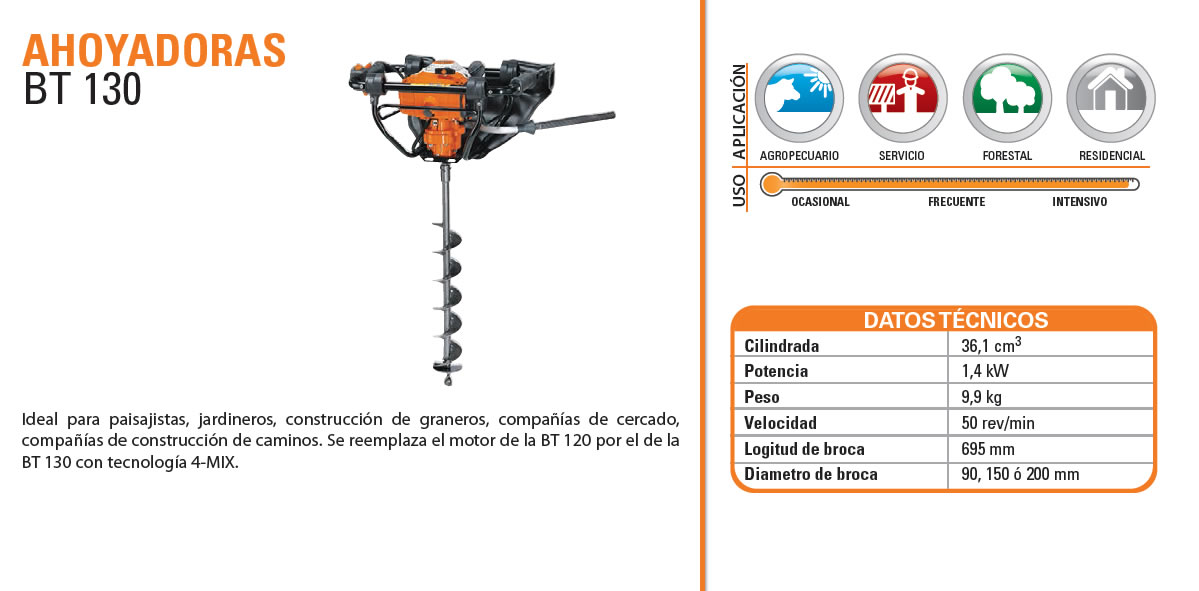 AHOYADORAS
BT 130
Ideal para paisajistas, jardineros, construcción de graneros, compañías de cercado,
compañías de construcción de caminos. Se reemplaza el motor de la BT 120 por el de la
BT 130 con tecnología 4-MIX.
APLICACIÓN
AGROPECUARIO SERVICIO FORESTAL RESIDENCIAL
USO
OCASIONAL FRECUENTE INTENSIVO
DATOS TÉCNICOS
Cilindrada 36,1 cm³
Potencia 1,4 kW
Peso 9,9 kg
Velocidad 50 rev/min
Logitud de broca 695 mm
Diametro de broca 90, 150 ó 200 mm